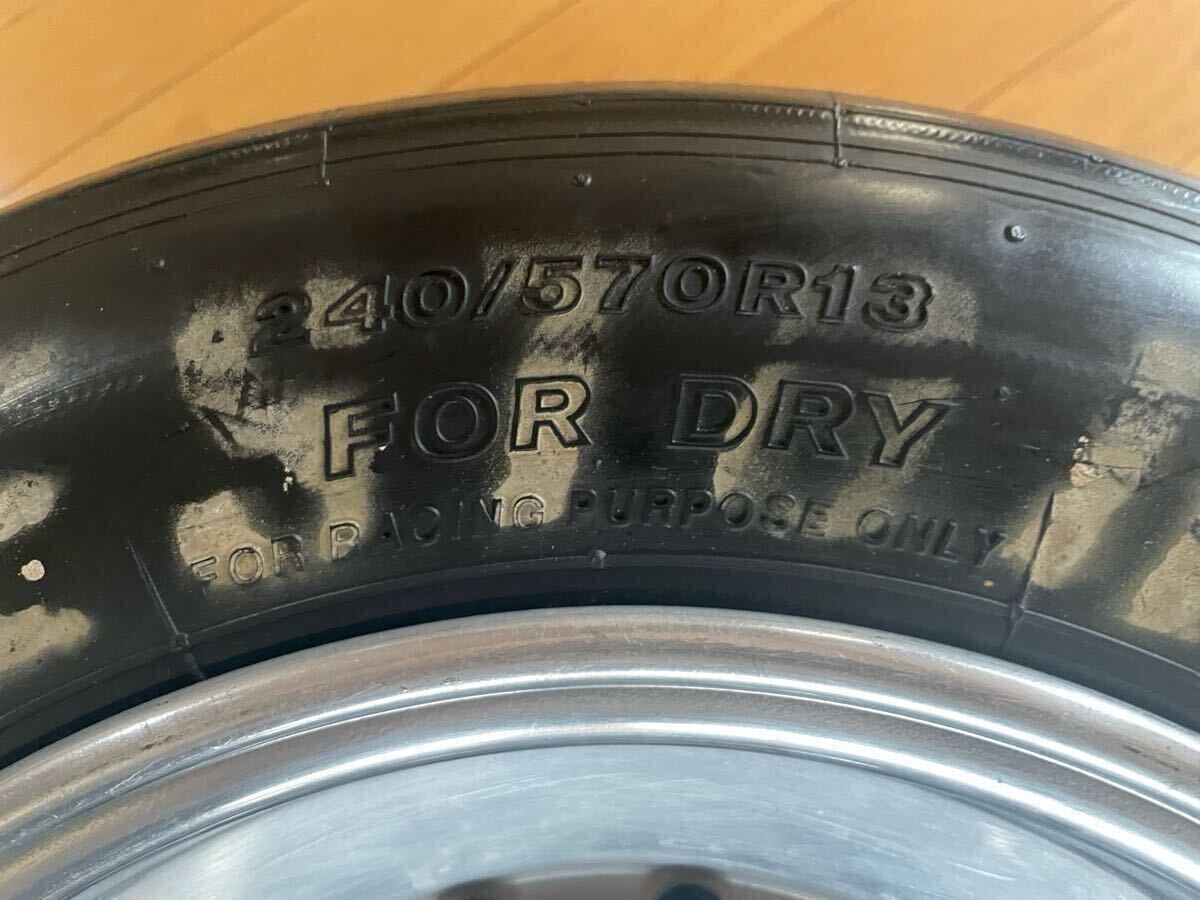 240/570R13
FOR DRY
FOR RACING PURPOSE ONLY